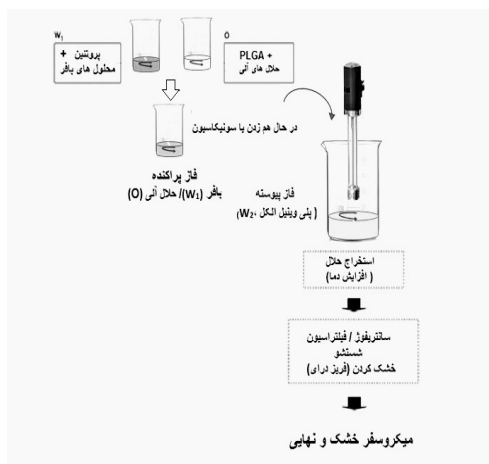 W₁
پروتئین +
محلول های بافر
O
PLGA +
حلال های آلی
در حال هم زدن یا سونیکاسیون
فاز پراکنده
بافر (W₁)/ حلال آلی (O)
فاز پیوسته
( پلی وینیل الکل ،W₂)
استخراج حلال
( افزایش دما)
سانتریفوژ / فیلتراسیون
شستشو
خشک کردن (فریز درای)
میکروسفر خشک و نهایی